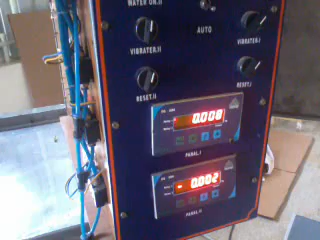 WATER ON.II
AUTO
VIBRATER.II
VIBRATER.I
RESET.II
RESET.I
0.008
PANAL.I
- 0.002
PANAL.II